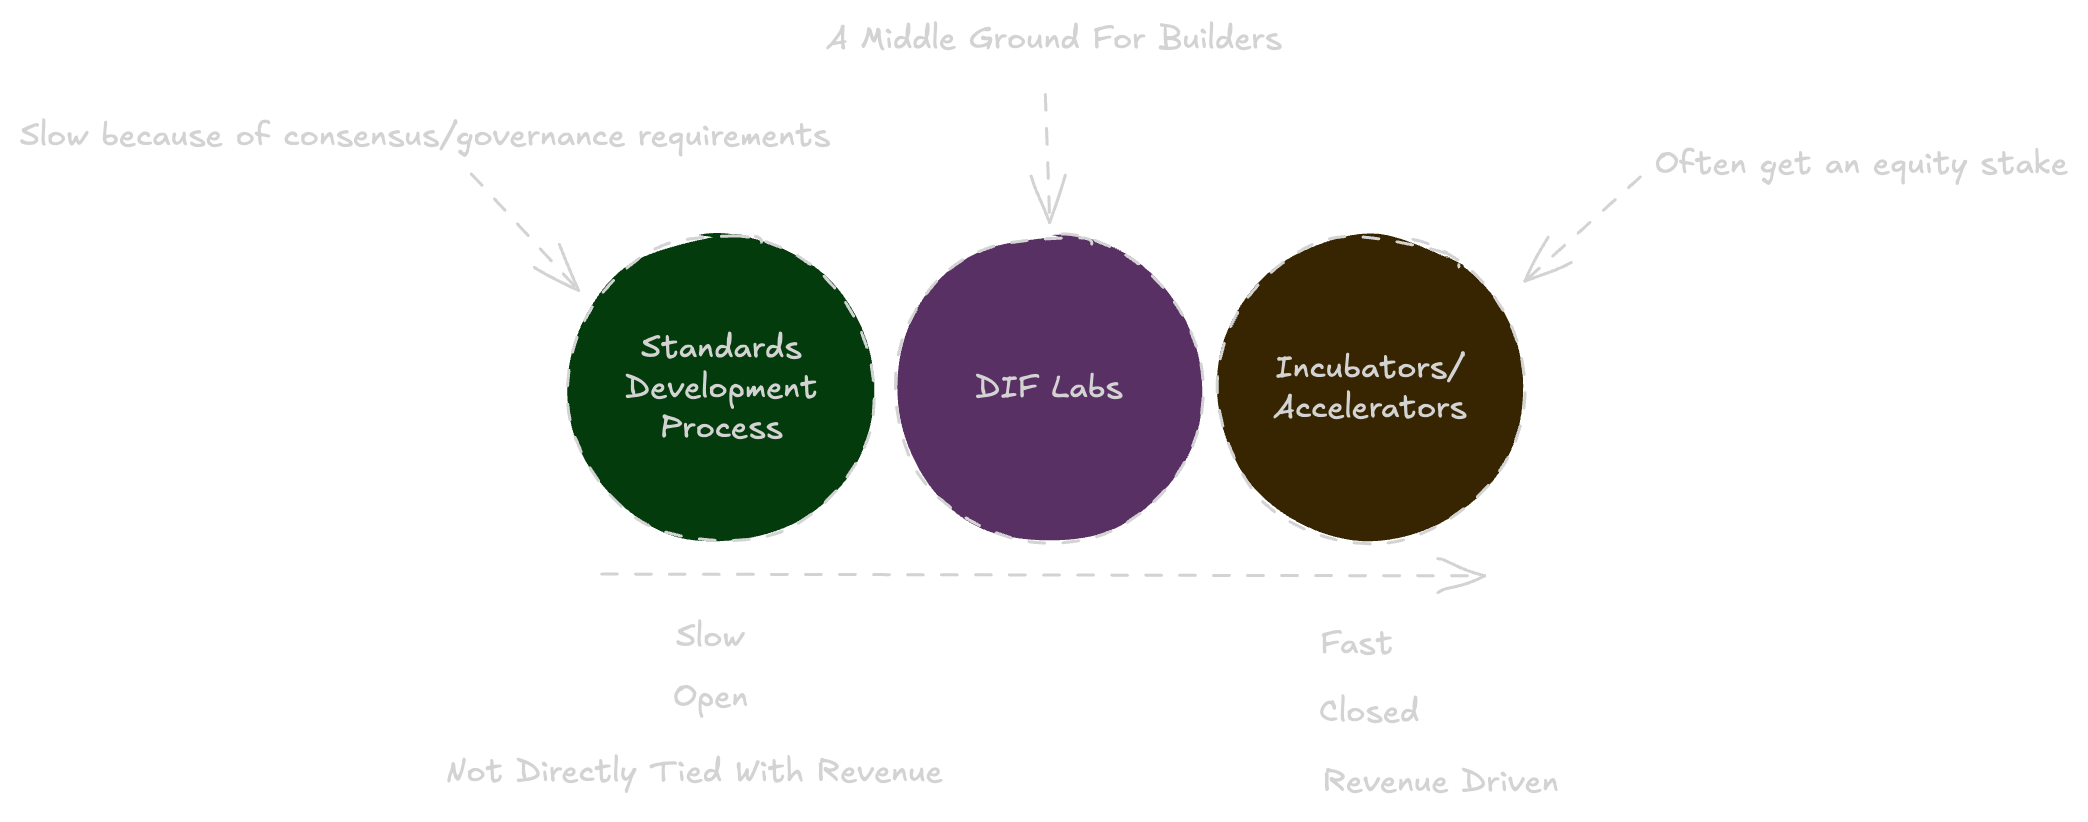 A Middle Ground For Builders
Slow because of consensus/governance requirements
Often get an equity stake
Standards
Development
Process
DIF Labs
Incubators/
Accelerators
Slow
Fast
Open
Closed
Not Directly Tied With Revenue
Revenue Driven